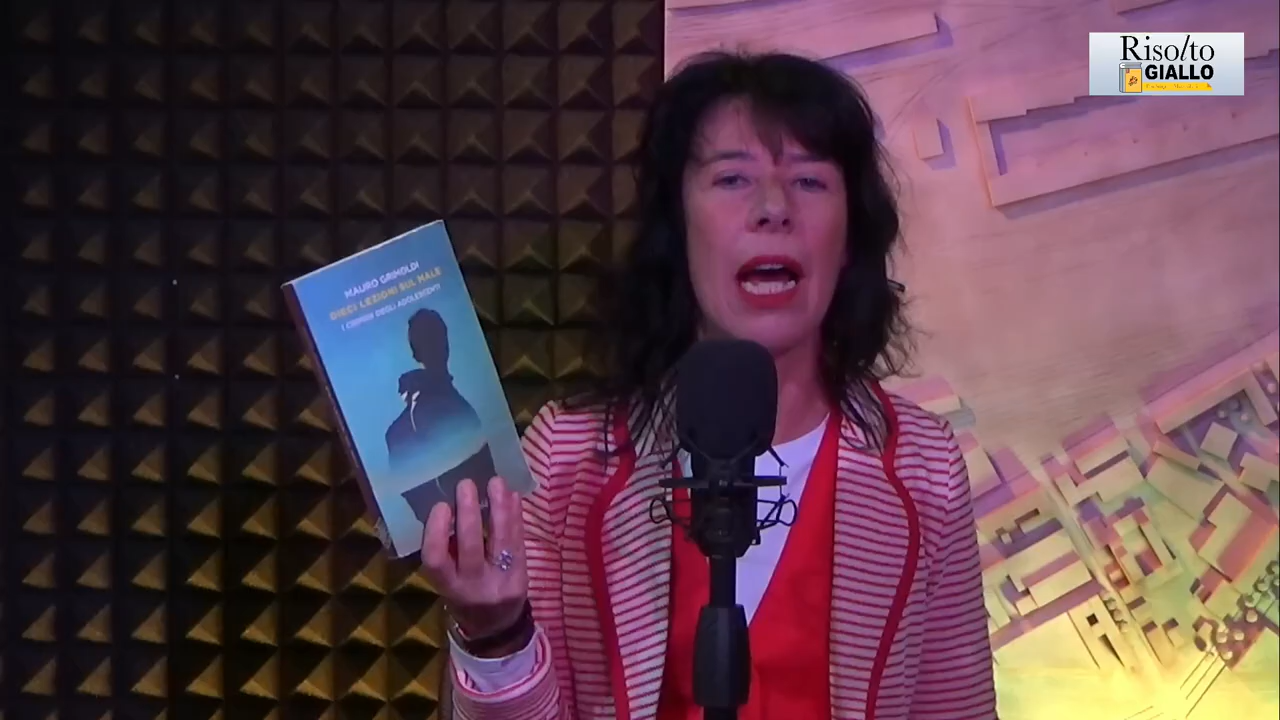 Risolto
GIALLO
MAURO GRIMOLDI
DIECI LEZIONI SUL MALE
I CRIMINI DEGLI ADOLESCENTI